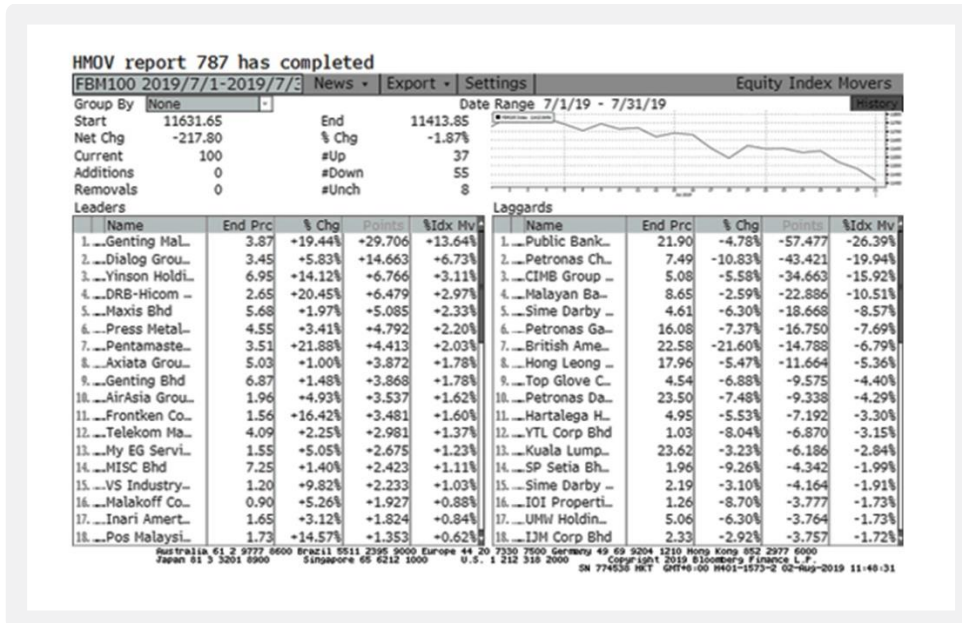 HMOV report 787 has completed
FBM100 2019/7/1-2019/7/3 News Export Settings Equity Index Movers
Group By None Date Range 7/1/19 - 7/31/19 History
Start 11631.65 End 11413.85
Net Chg -217.80 % Chg -1.87%
Current 100 #Up 37
Additions 0 #Down 55
Removals 0 #Unch 8
Leaders Laggards
Name End Prc % Chg Points %Idx Mv Name End Prc % Chg Points %Idx Mv
1. Genting Mal… 3.87 +19.44% +29.706 +13.64% 1. Public Bank… 21.90 -4.78% -57.477 -26.39%
2. Dialog Grou… 3.45 +5.83% +14.663 +6.73% 2. Petronas Ch… 7.49 -10.83% -43.421 -19.94%
3. Yinson Holdi… 6.95 +14.12% +6.766 +3.11% 3. CIMB Group … 5.08 -5.58% -34.663 -15.92%
4. DRB-Hicom … 2.65 +20.45% +6.479 +2.97% 4. Malayan Ba… 8.65 -2.59% -22.886 -10.51%
5. Maxis Bhd 5.68 +1.97% +5.085 +2.33% 5. Sime Darby … 4.61 -6.30% -18.668 -8.57%
6. Press Metal… 4.55 +3.41% +4.792 +2.20% 6. Petronas Ga… 16.08 -7.37% -16.750 -7.69%
7. Pentamaste… 3.51 +21.88% +4.413 +2.03% 7. British Ame… 22.58 -21.60% -14.788 -6.79%
8. Axiata Grou… 5.03 +1.00% +3.872 +1.78% 8. Hong Leong … 17.96 -5.47% -11.664 -5.36%
9. Genting Bhd 6.87 +1.48% +3.868 +1.78% 9. Top Glove C… 4.54 -6.88% -9.575 -4.40%
10. AirAsia Grou… 1.96 +4.93% +3.537 +1.62% 10. Petronas Da… 23.50 -7.48% -9.338 -4.29%
11. Frontken Co… 1.56 +16.42% +3.481 +1.60% 11. Hartalega H… 4.95 -5.53% -7.192 -3.30%
12. Telekom Ma… 4.09 +2.25% +2.981 +1.37% 12. YTL Corp Bhd 1.03 -8.04% -6.870 -3.15%
13. My EG Servi… 1.55 +5.05% +2.675 +1.23% 13. Kuala Lump… 23.62 -3.23% -6.186 -2.84%
14. MISC Bhd 7.25 +1.40% +2.423 +1.11% 14. SP Setia Bh… 1.96 -9.26% -4.342 -1.99%
15. VS Industry… 1.20 +9.82% +2.233 +1.03% 15. Sime Darby … 2.19 -3.10% -4.164 -1.91%
16. Malakoff Co… 0.90 +5.26% +1.927 +0.88% 16. IOI Properti… 1.26 -8.70% -3.777 -1.73%
17. Inari Amert… 1.65 +3.12% +1.824 +0.84% 17. UMW Holdin… 5.06 -6.30% -3.764 -1.73%
18. Pos Malaysi… 1.73 +14.57% +1.353 +0.62% 18. IJM Corp Bhd 2.33 -2.92% -3.757 -1.72%
Australia 61 2 9777 8600 Brazil 5511 2395 9000 Europe 44 20 7330 7500 Germany 49 69 9204 1210 Hong Kong 852 2977 6000
Japan 81 3 3201 8900 Singapore 65 6212 1000 U.S. 1 212 318 2000 Copyright 2019 Bloomberg Finance L.P.
SN 774538 HKT GMT+8:00 H401-1573-2 02-Aug-2019 11:48:31